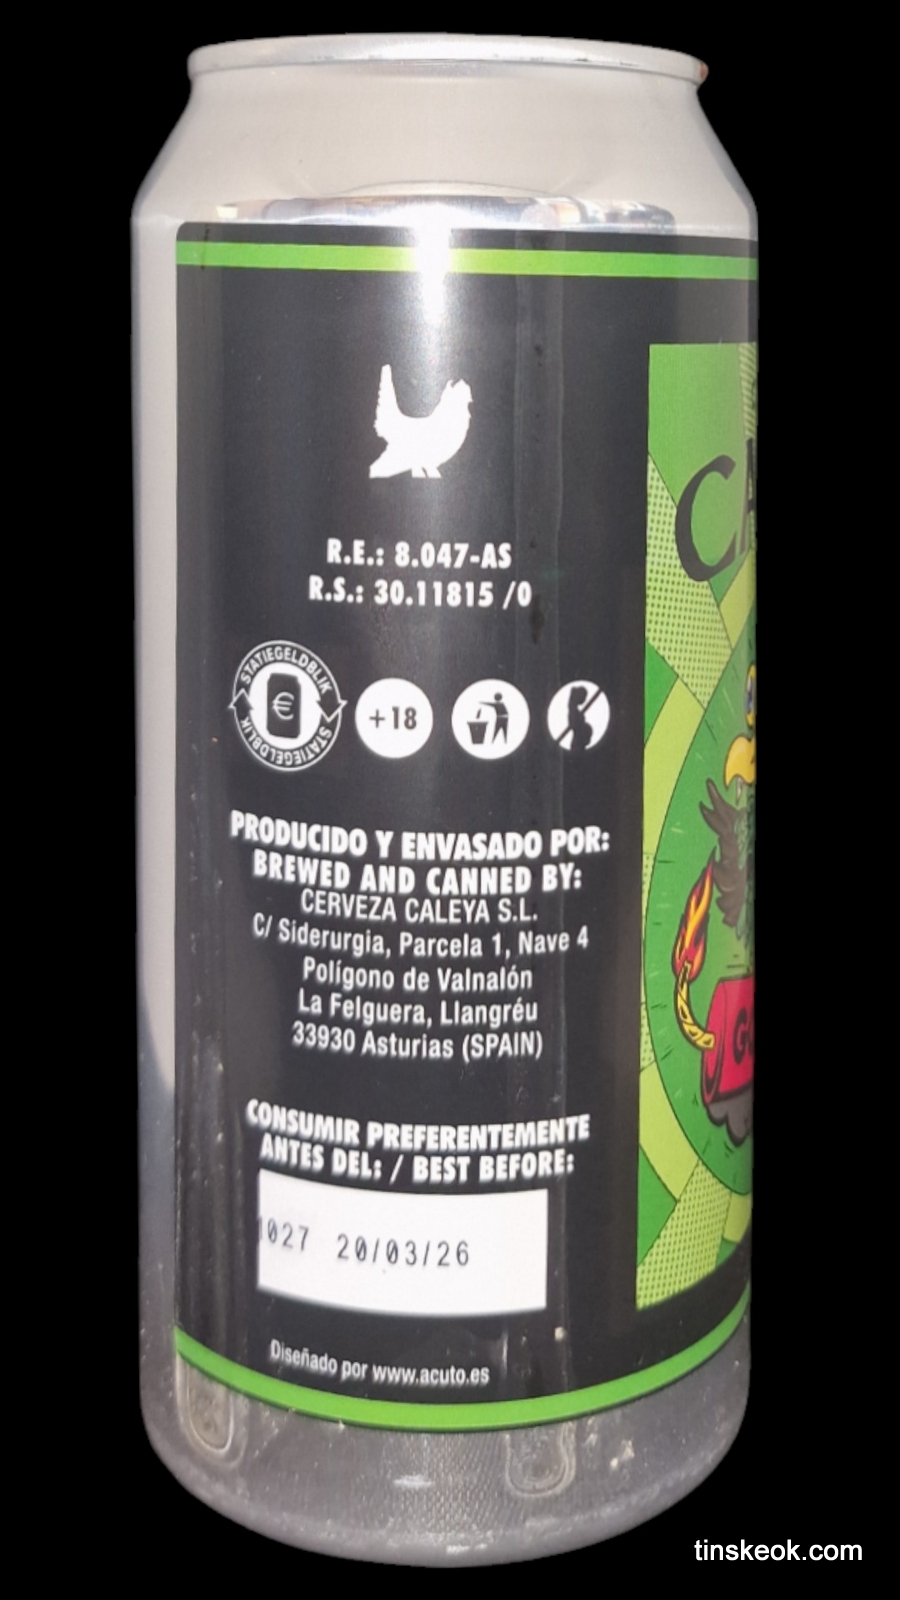 R.E.: 8.047-AS
R.S.: 30.11815 /0
STATIEGELDBLIK
STATIEGELDBLIK
€
+18
PRODUCIDO Y ENVASADO POR:
BREWED AND CANNED BY:
CERVEZA CALEYA S.L.
C/ Siderurgia, Parcela 1, Nave 4
Polígono de Valnalón
La Felguera, Llangréu
33930 Asturias (SPAIN)
CONSUMIR PREFERENTEMENTE
ANTES DEL: / BEST BEFORE:
1027 20/03/26
Diseñado por www.acuto.es
tinskeok.com